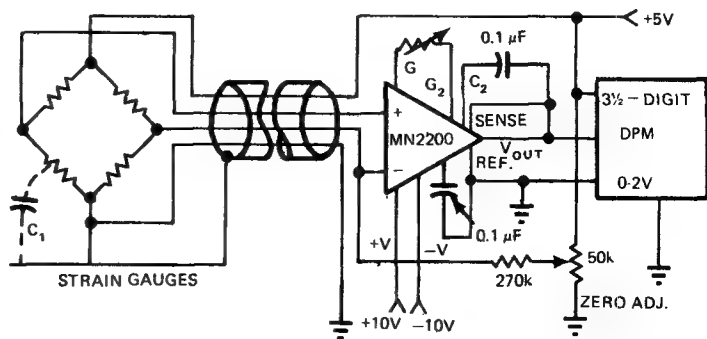 +5V
0.1 µF
G
G₂
C₂
+
MN2200
SENSE
VOUT
REF.
−
3½-DIGIT
DPM
0-2V
C₁
+V
−V
0.1 µF
50k
270k
STRAIN GAUGES
ZERO ADJ.
+10V
−10V